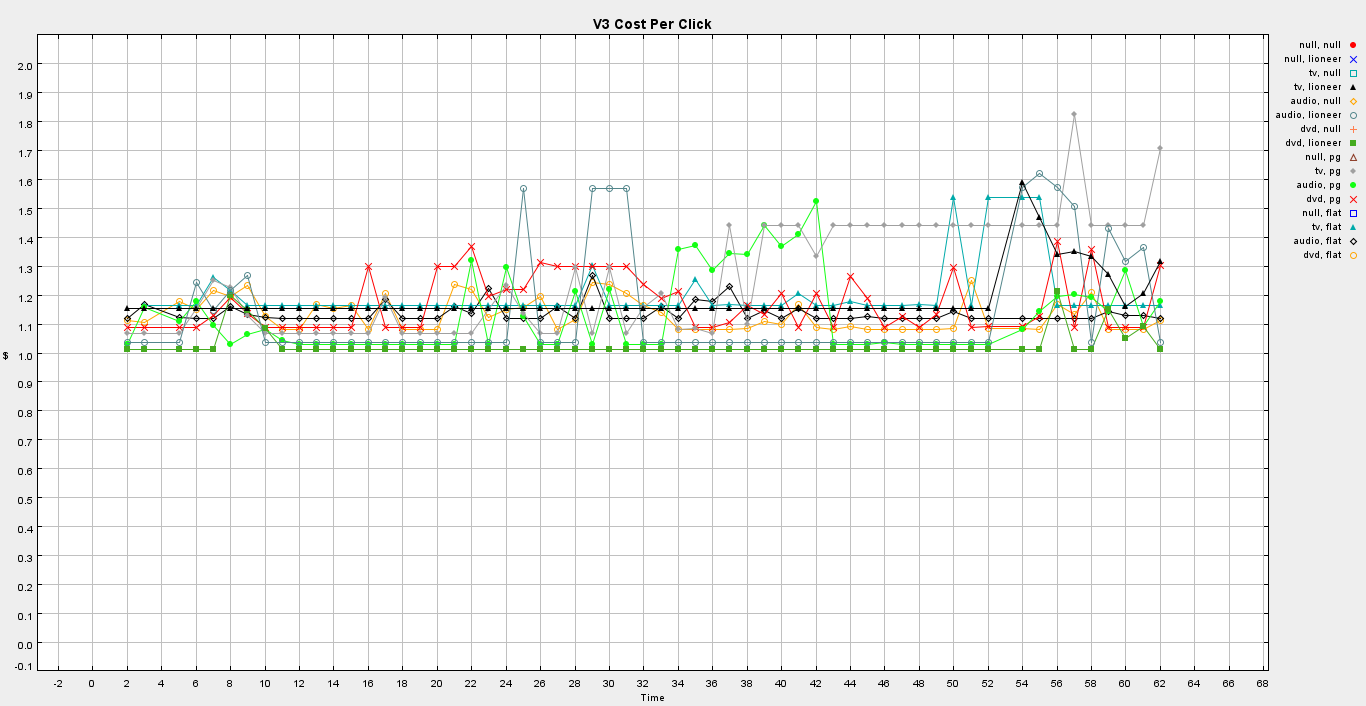 V3 Cost Per Click
null, null
null, lioneer
tv, null
tv, lioneer
audio, null
audio, lioneer
dvd, null
dvd, lioneer
null, pg
tv, pg
audio, pg
dvd, pg
null, flat
tv, flat
audio, flat
dvd, flat
2.0
1.9
1.8
1.7
1.6
1.5
1.4
1.3
1.2
1.1
$
1.0
0.9
0.8
0.7
0.6
0.5
0.4
0.3
0.2
0.1
0.0
-0.1
-2 0 2 4 6 8 10 12 14 16 18 20 22 24 26 28 30 32 34 36 38 40 42 44 46 48 50 52 54 56 58 60 62 64 66 68
Time